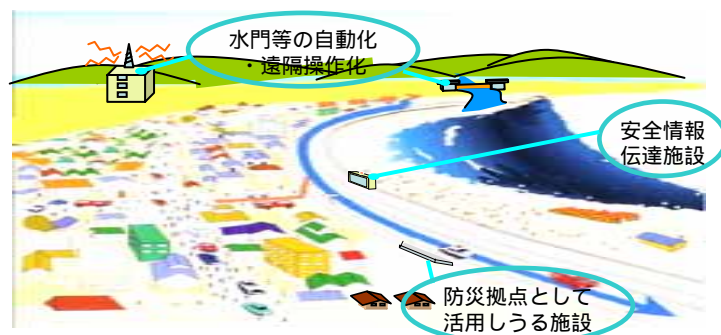 水門等の自動化
・遠隔操作化
安全情報
伝達施設
防災拠点として
活用しうる施設